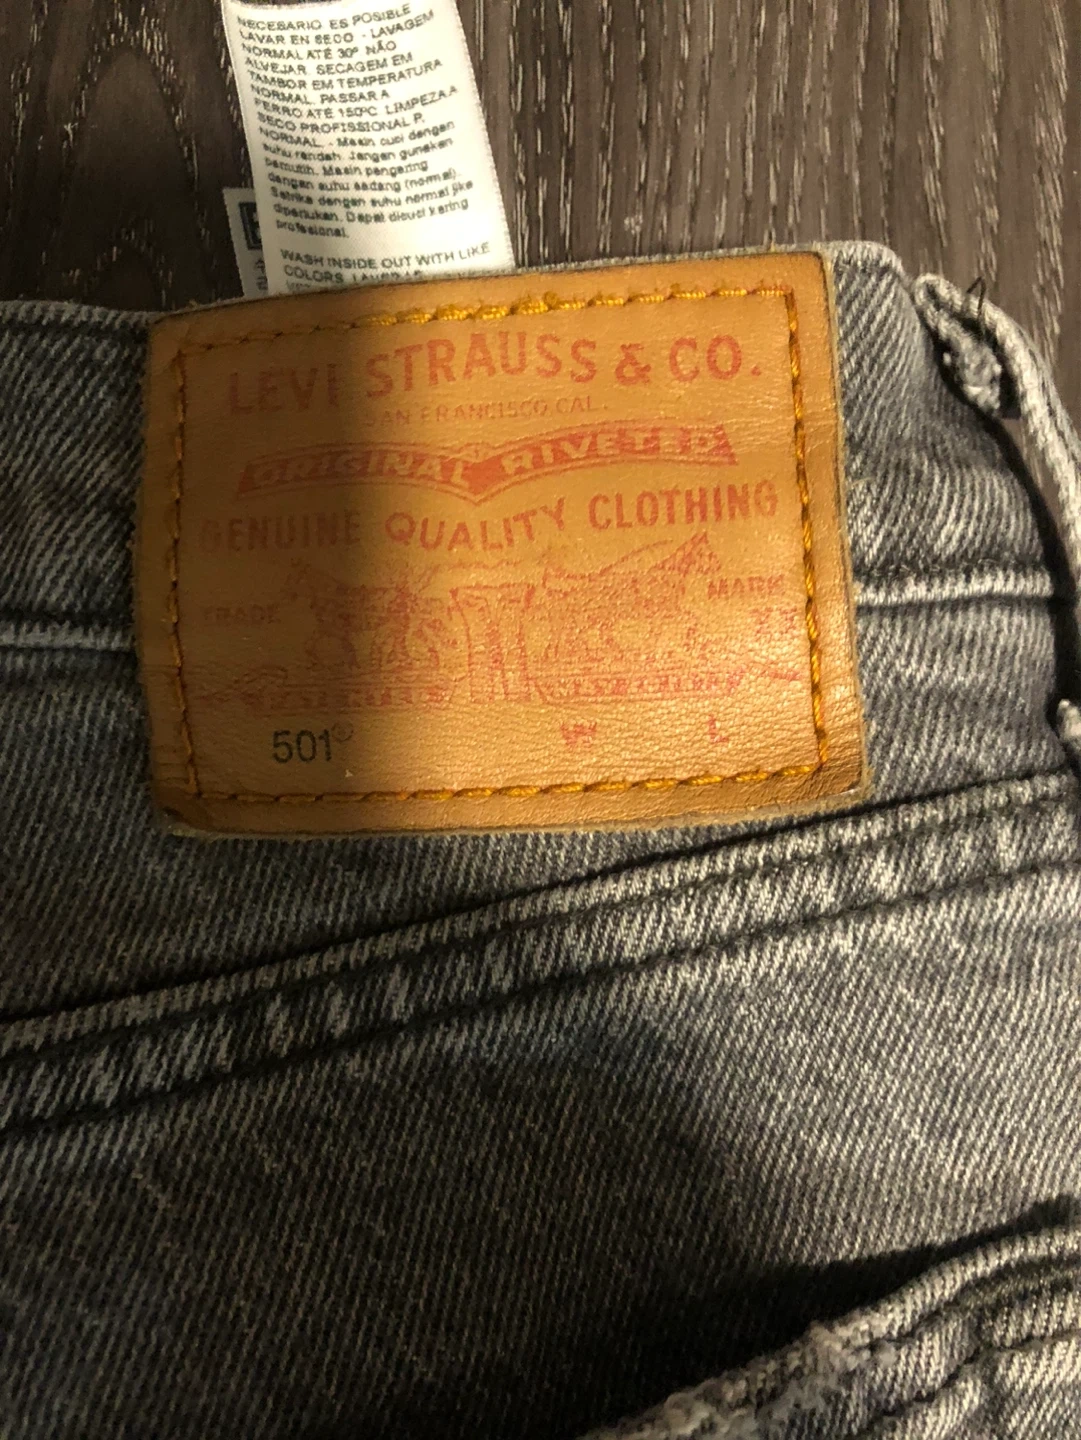 NECESARIO ES POSIBLE
LAVAR EN SECO - LAVAGEM
NORMAL ATÉ 30º NÃO
ALVEJAR. SECAGEM EM
TAMBOR EM TEMPERATURA
NORMAL. PASSAR A
FERRO ATÉ 150ºC LIMPEZA A
SECO PROFISSIONAL P,
NORMAL. - Mesin cuci dengan
suhu rendah. Jangan gunakan
pemutih. Mesin pengering
dengan suhu sedang (normal).
Setrika dengan suhu normal jike
diperlukan. Dapat dicuci kering
profesional.
WASH INSIDE OUT WITH LIKE
COLORS.
LEVI STRAUSS & CO.
SAN FRANCISCO, CAL.
ORIGINAL RIVETED
GENUINE QUALITY CLOTHING
TRADE MARK
501® W L